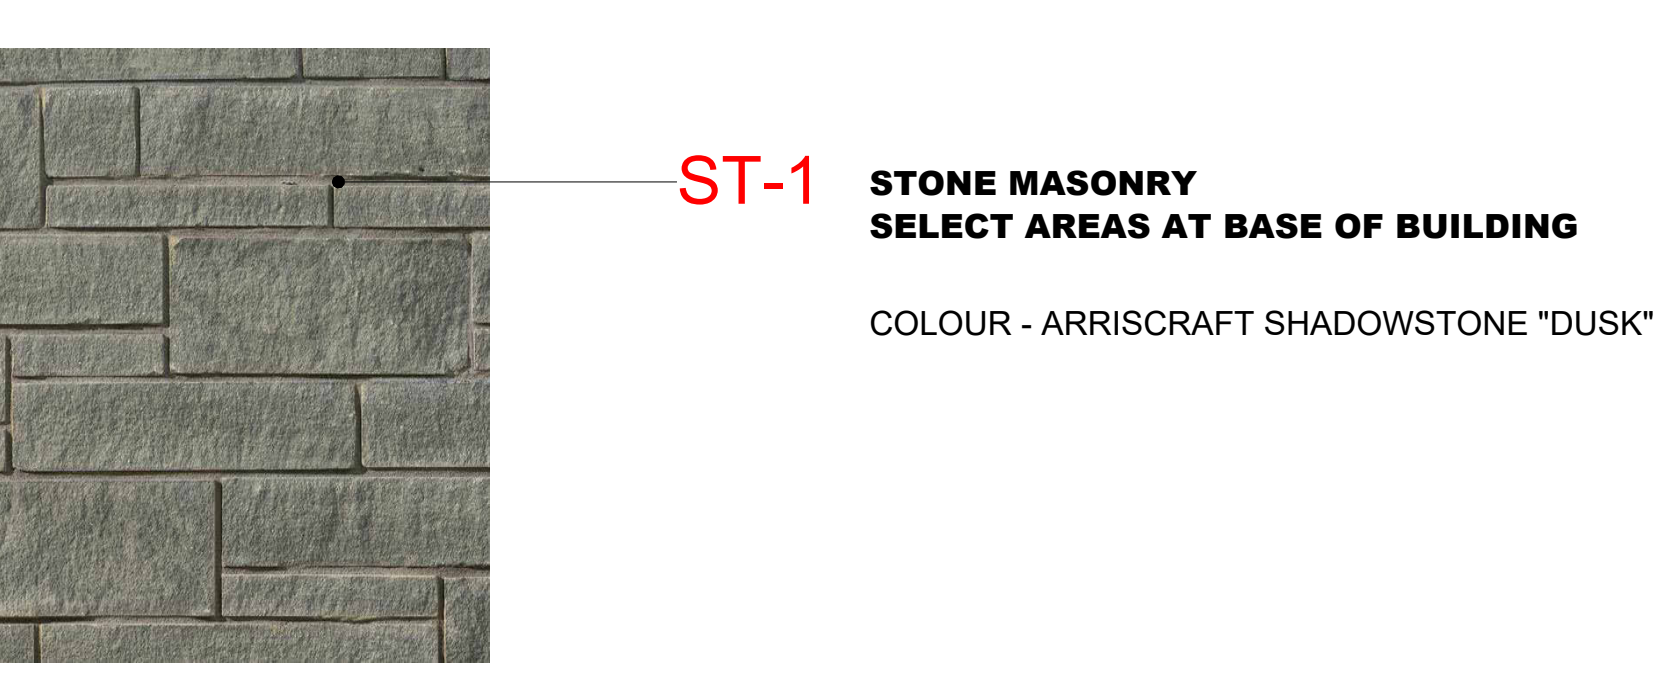 ST-1
STONE MASONRY
SELECT AREAS AT BASE OF BUILDING
COLOUR - ARRISCRAFT SHADOWSTONE "DUSK"